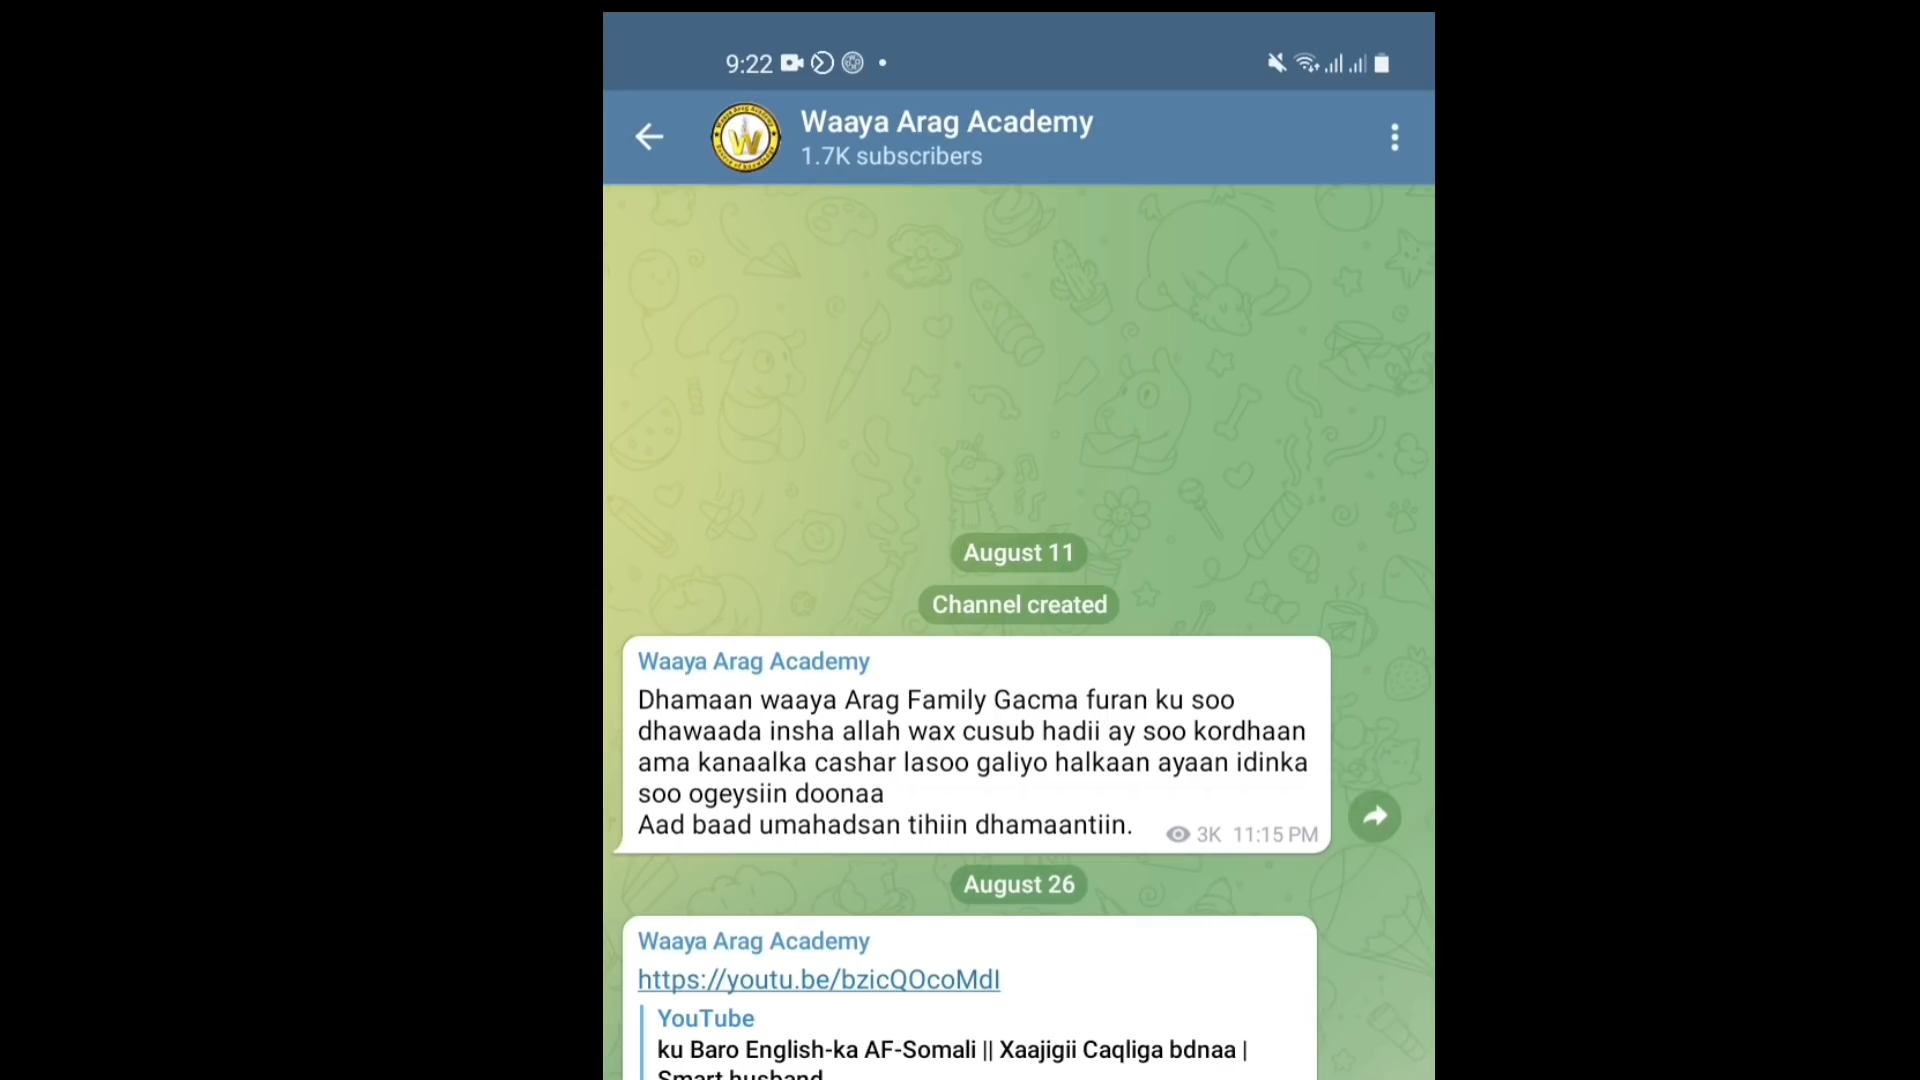 9:22
Waaya Arag Academy
1.7K subscribers
August 11
Channel created
Waaya Arag Academy
Dhamaan waaya Arag Family Gacma furan ku soo
dhawaada insha allah wax cusub hadii ay soo kordhaan
ama kanaalka cashar lasoo galiyo halkaan ayaan idinka
soo ogeysiin doonaa
Aad baad umahadsan tihiin dhamaantiin.
3K 11:15 PM
August 26
Waaya Arag Academy
https://youtu.be/bzicQOcoMdI
YouTube
ku Baro English-ka AF-Somali || Xaajigii Caqliga bdnaa |
Smart husband